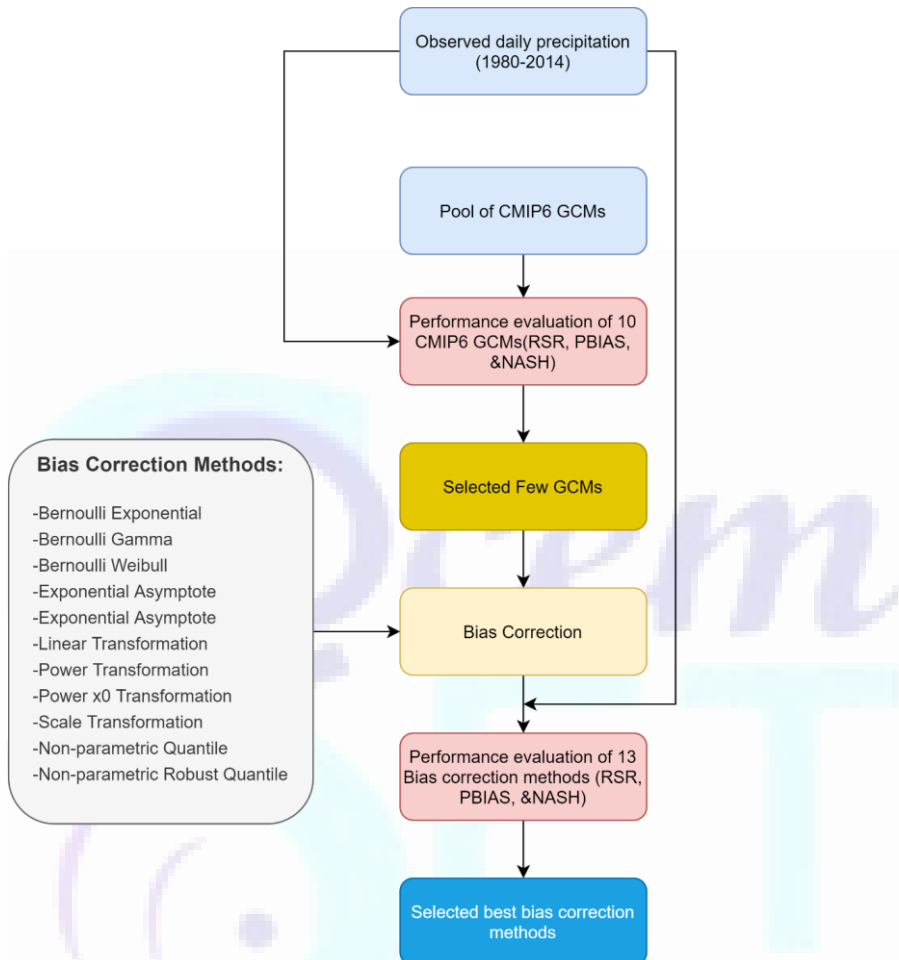 Observed daily precipitation
(1980-2014)
Pool of CMIP6 GCMs
Performance evaluation of 10
CMIP6 GCMs(RSR, PBIAS,
&NASH)
Selected Few GCMs
Bias Correction Methods:
-Bernoulli Exponential
-Bernoulli Gamma
-Bernoulli Weibull
-Exponential Asymptote
-Exponential Asymptote
-Linear Transformation
-Power Transformation
-Power x0 Transformation
-Scale Transformation
-Non-parametric Quantile
-Non-parametric Robust Quantile
Bias Correction
Performance evaluation of 13
Bias correction methods (RSR,
PBIAS, &NASH)
Selected best bias correction
methods